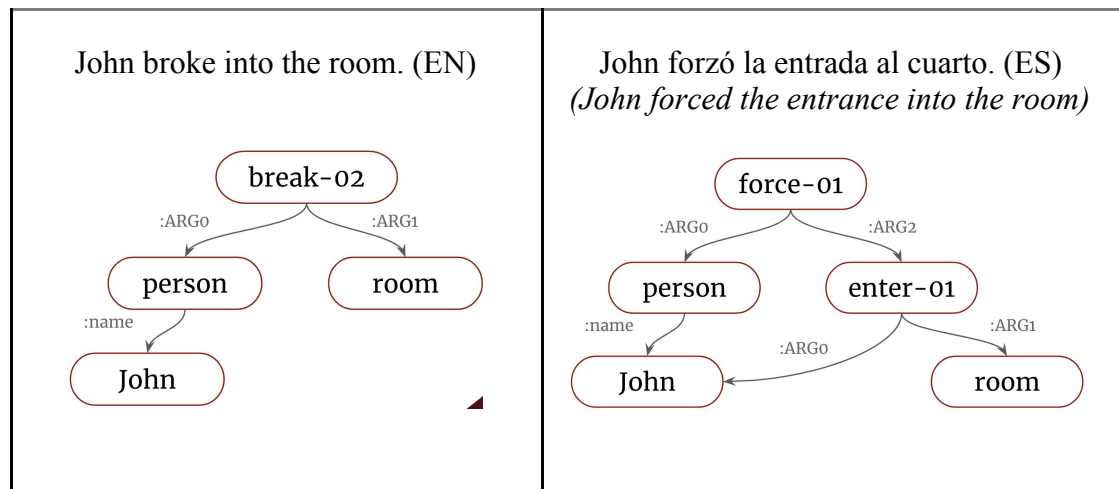 John broke into the room. (EN)
break-02
:ARG0
:ARG1
person
room
:name
John
John forzó la entrada al cuarto. (ES)
(John forced the entrance into the room)
force-01
:ARG0
:ARG2
person
enter-01
:name
:ARG0
:ARG1
John
room